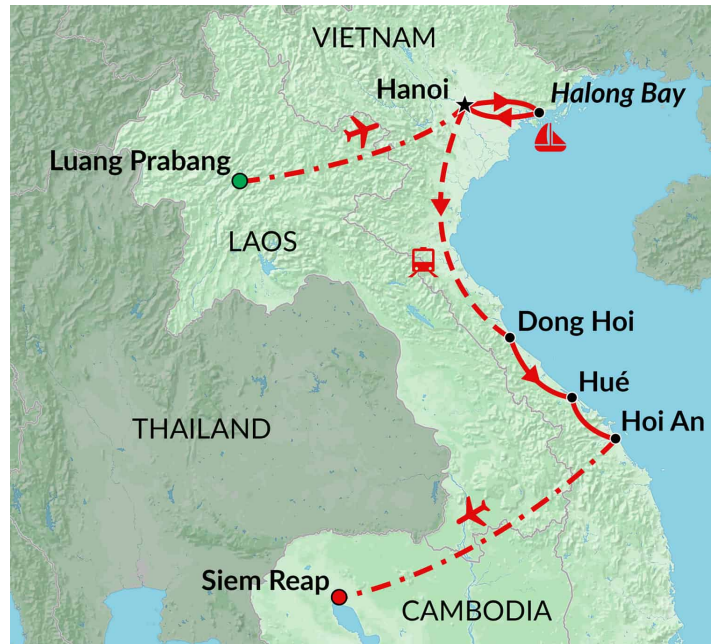 VIETNAM
Hanoi
Halong Bay
Luang Prabang
LAOS
Dong Hoi
Hué
THAILAND
Hoi An
Siem Reap
CAMBODIA